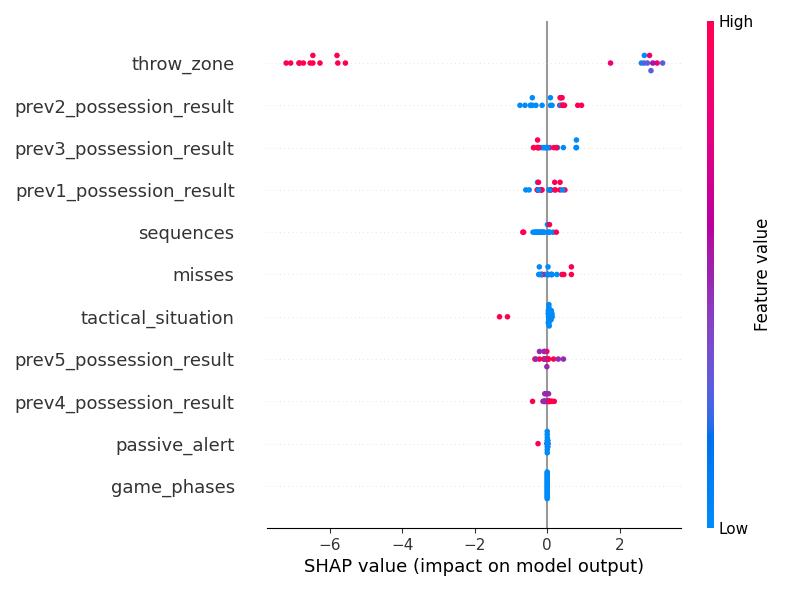 High
throw_zone
prev2_possession_result
prev3_possession_result
prev1_possession_result
sequences
misses
tactical_situation
prev5_possession_result
prev4_possession_result
passive_alert
game_phases
Feature value
Low
−6 −4 −2 0 2
SHAP value (impact on model output)